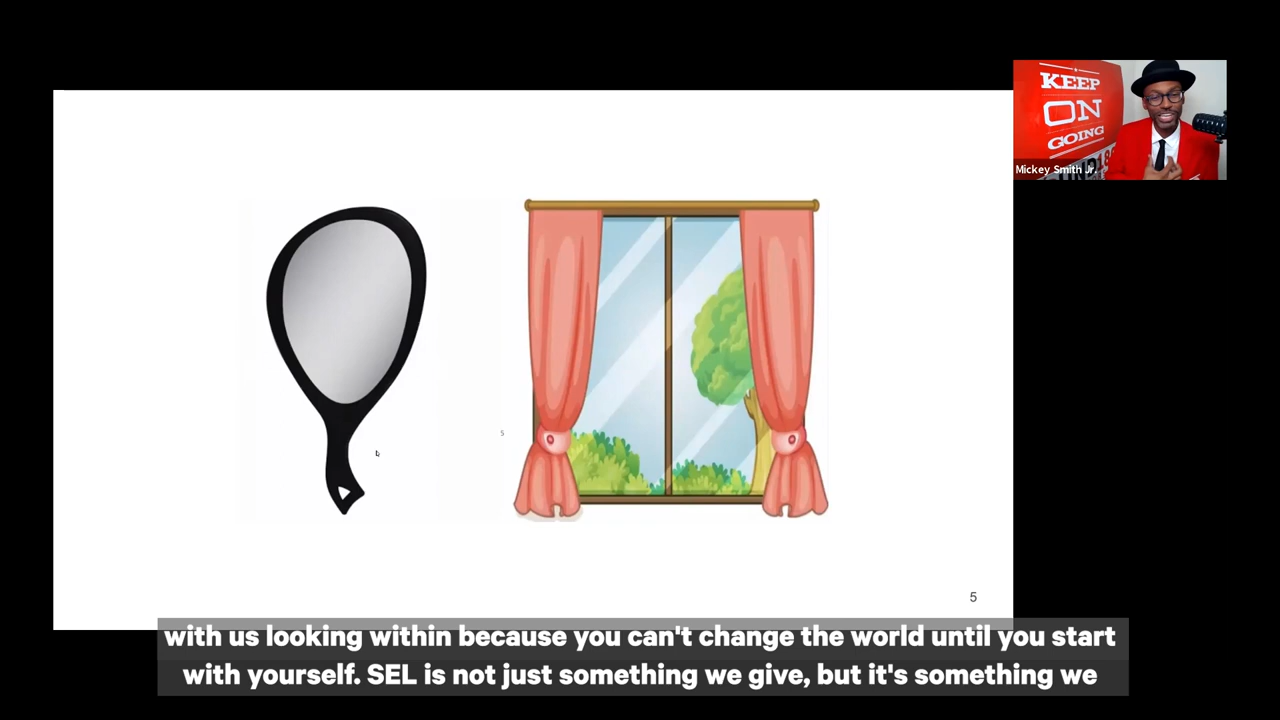 KEEP
ON
GOING
Mickey Smith Jr.
5
5
with us looking within because you can't change the world until you start
with yourself. SEL is not just something we give, but it's something we